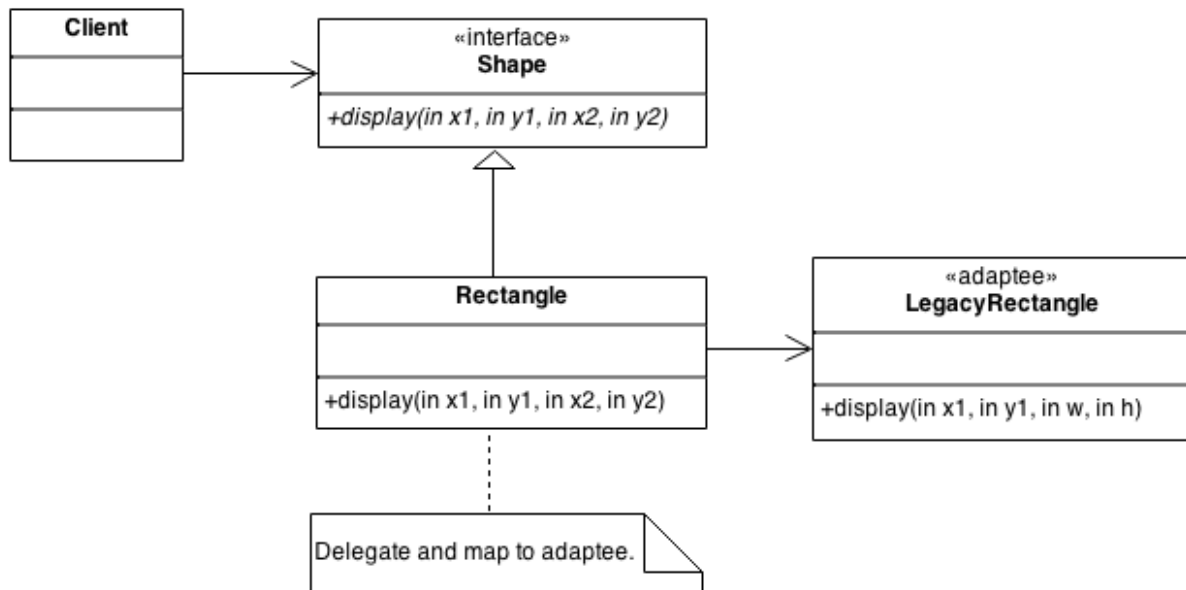 Client
«interface»
Shape
+display(in x1, in y1, in x2, in y2)
Rectangle
+display(in x1, in y1, in x2, in y2)
«adaptee»
LegacyRectangle
+display(in x1, in y1, in w, in h)
Delegate and map to adaptee.